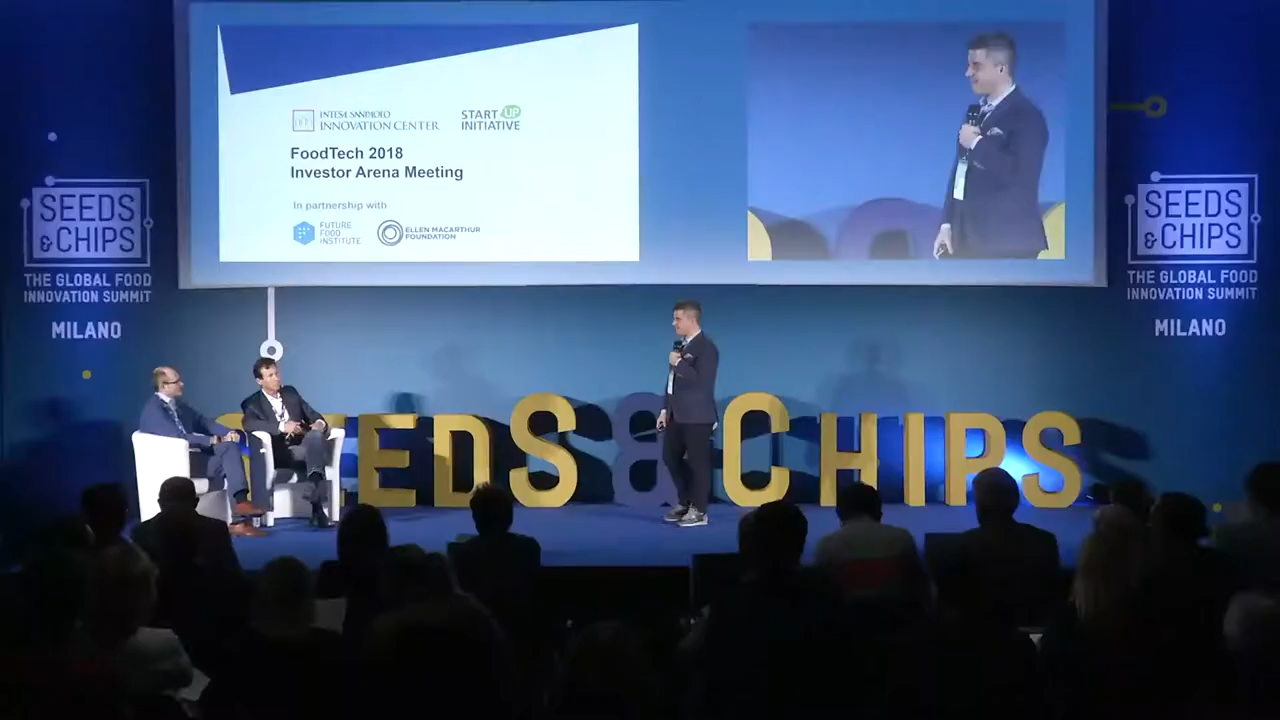 INTESA SANPAOLO
INNOVATION CENTER
START UP
INITIATIVE
FoodTech 2018
Investor Arena Meeting
In partnership with
FUTURE
FOOD
INSTITUTE
ELLEN MACARTHUR
FOUNDATION
SEEDS
& CHIPS
THE GLOBAL FOOD
INNOVATION SUMMIT
MILANO
SEEDS
& CHIPS
THE GLOBAL FOOD
INNOVATION SUMMIT
MILANO
SEEDS & CHIPS